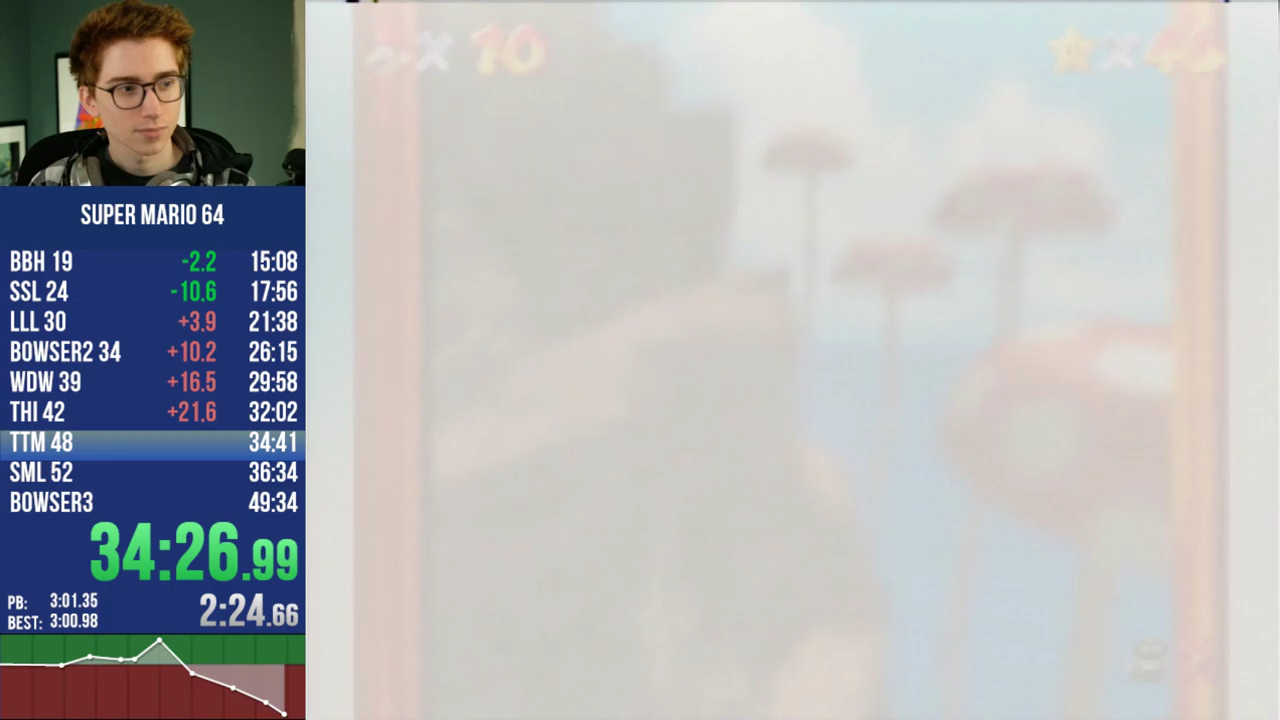 SUPER MARIO 64
BBH 19 -2.2 15:08
SSL 24 -10.6 17:56
LLL 30 +3.9 21:38
BOWSER2 34 +10.2 26:15
WDW 39 +16.5 29:58
THI 42 +21.6 32:02
TTM 48 34:41
SML 52 36:34
BOWSER3 49:34
34:26.99
PB: 3:01.35
BEST: 3:00.98
2:24.66
× 10